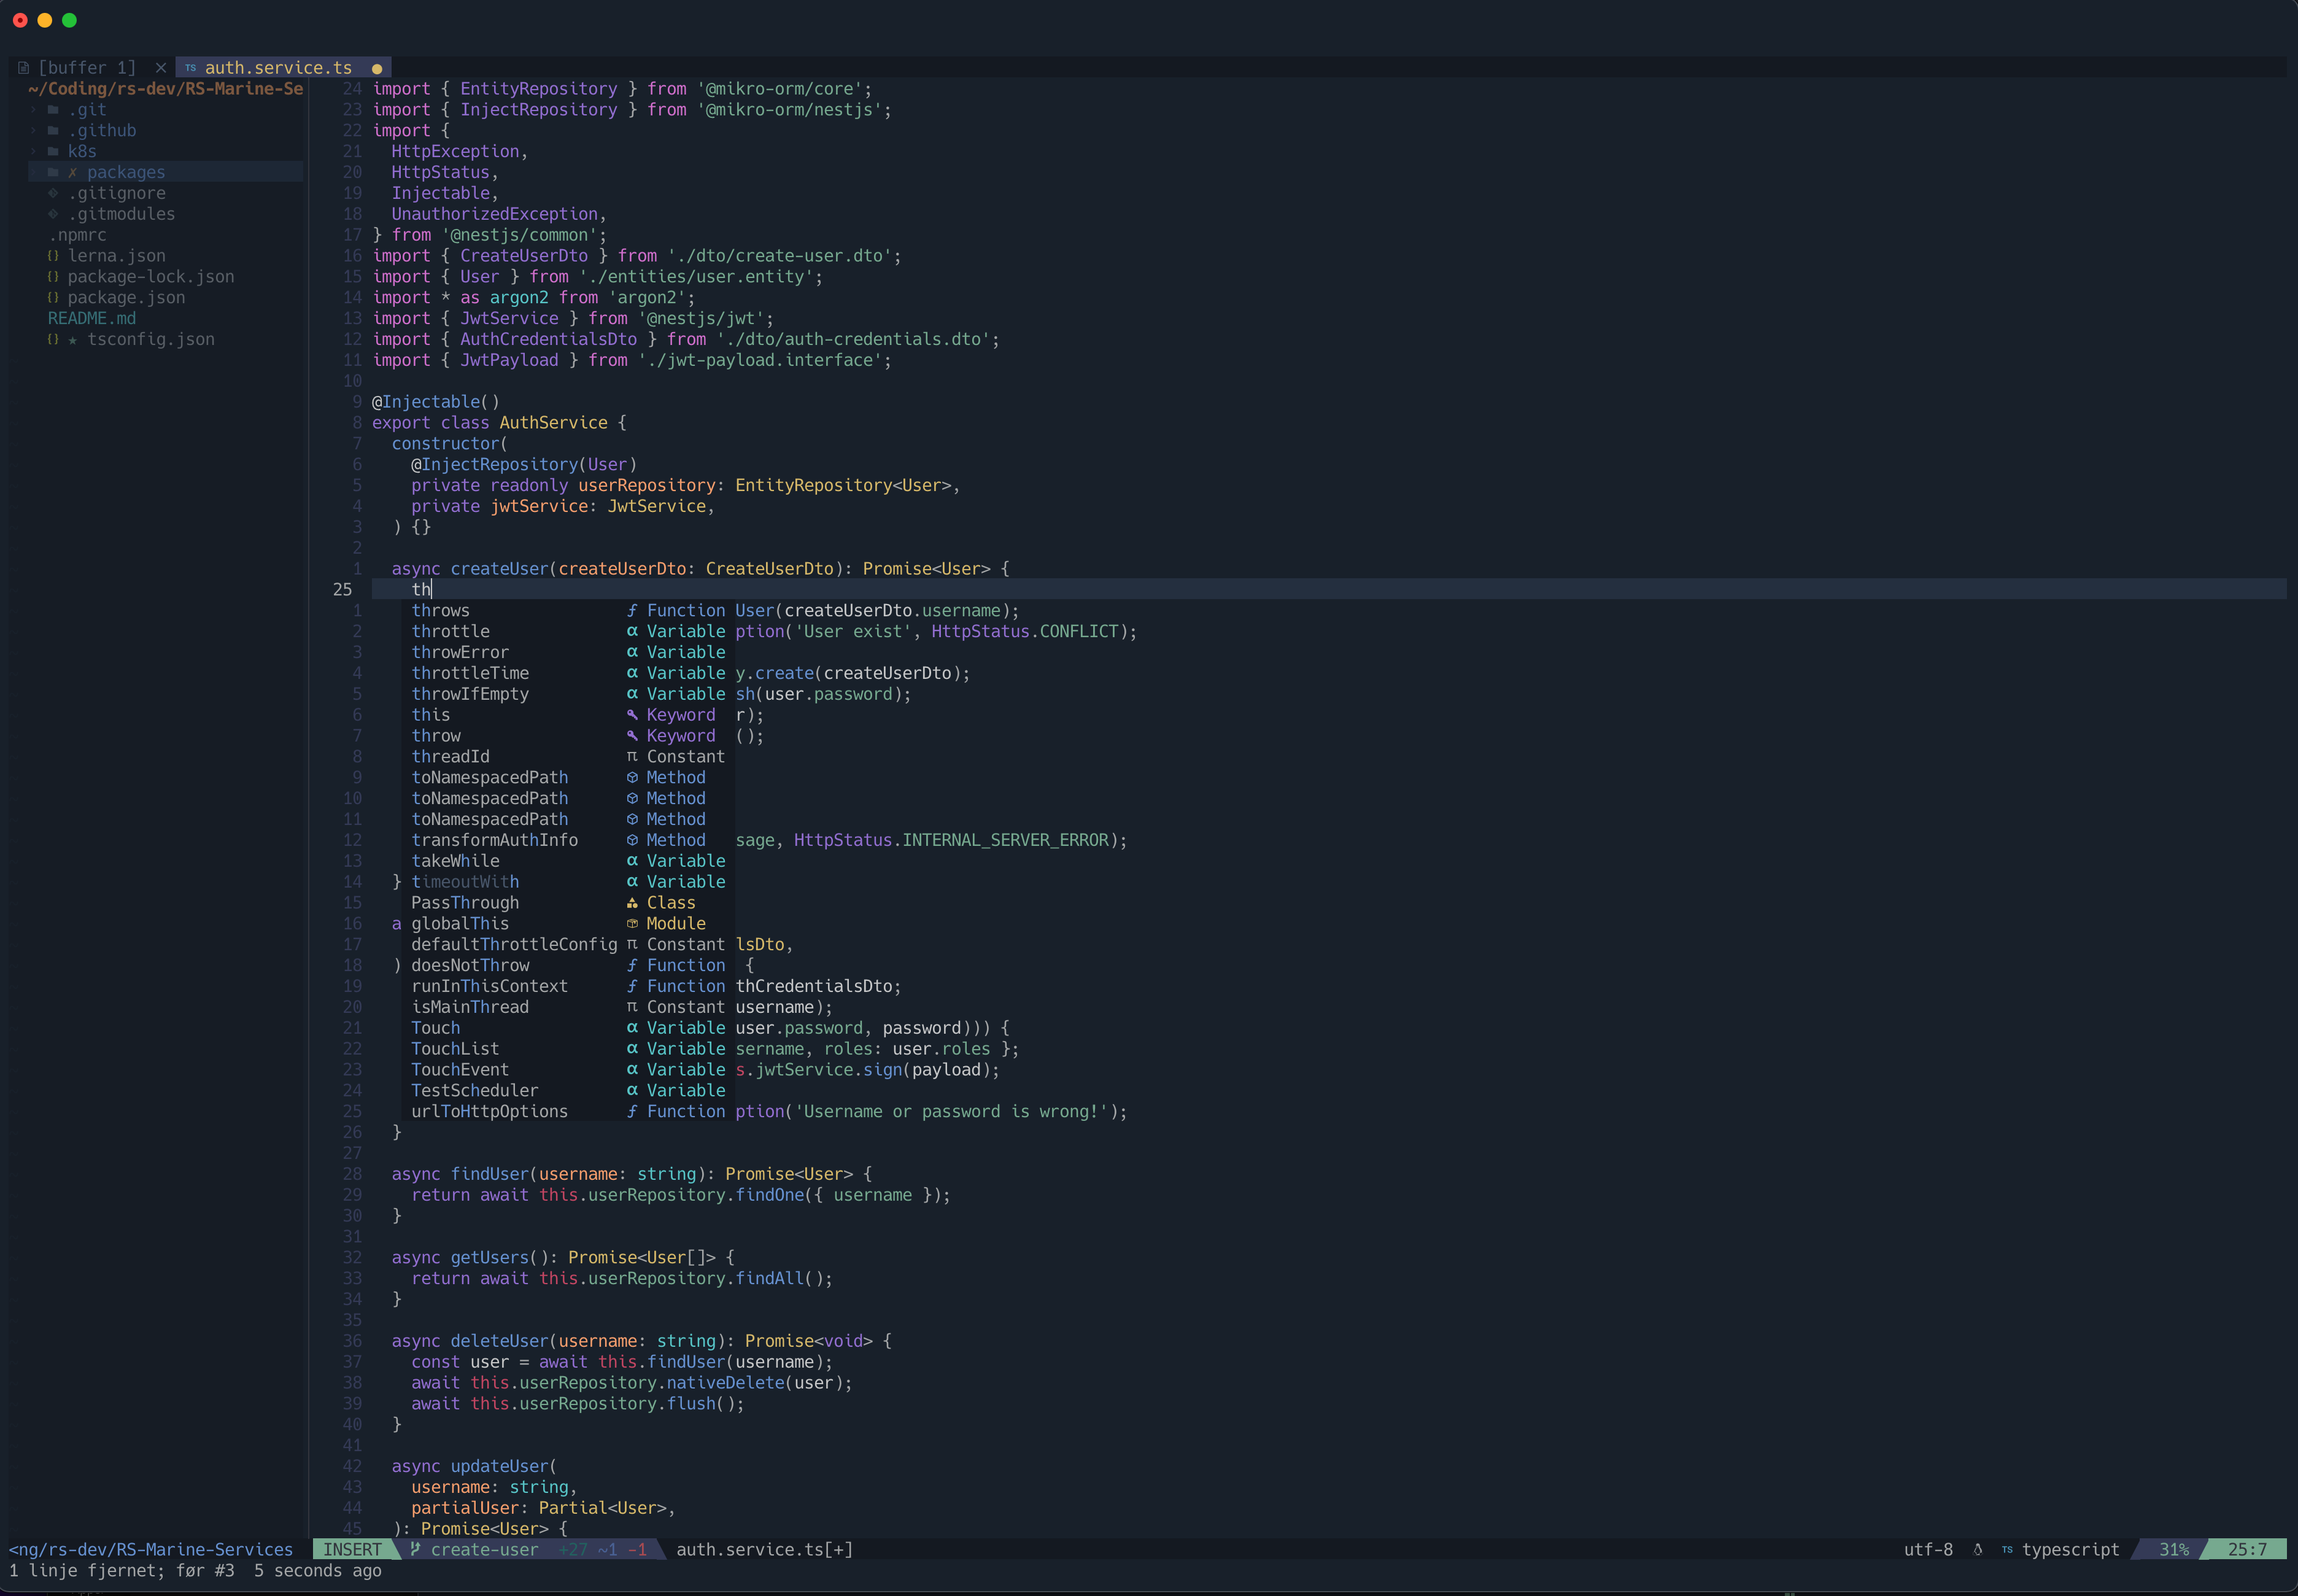 [buffer 1] × TS auth.service.ts ●
~/Coding/rs-dev/RS-Marine-Se
.git
.github
k8s
✗ packages
.gitignore
.gitmodules
.npmrc
{} lerna.json
{} package-lock.json
{} package.json
README.md
{} ★ tsconfig.json
24 import { EntityRepository } from '@mikro-orm/core';
23 import { InjectRepository } from '@mikro-orm/nestjs';
22 import {
21 HttpException,
20 HttpStatus,
19 Injectable,
18 UnauthorizedException,
17 } from '@nestjs/common';
16 import { CreateUserDto } from './dto/create-user.dto';
15 import { User } from './entities/user.entity';
14 import * as argon2 from 'argon2';
13 import { JwtService } from '@nestjs/jwt';
12 import { AuthCredentialsDto } from './dto/auth-credentials.dto';
11 import { JwtPayload } from './jwt-payload.interface';
10
9 @Injectable()
8 export class AuthService {
7 constructor(
6 @InjectRepository(User)
5 private readonly userRepository: EntityRepository<User>,
4 private jwtService: JwtService,
3 ) {}
2
1 async createUser(createUserDto: CreateUserDto): Promise<User> {
25 th
1 throws ƒ Function User(createUserDto.username);
2 throttle α Variable ption('User exist', HttpStatus.CONFLICT);
3 throwError α Variable
4 throttleTime α Variable y.create(createUserDto);
5 throwIfEmpty α Variable sh(user.password);
6 this Keyword r);
7 throw Keyword ();
8 threadId π Constant
9 toNamespacedPath Method
10 toNamespacedPath Method
11 toNamespacedPath Method
12 transformAuthInfo Method sage, HttpStatus.INTERNAL_SERVER_ERROR);
13 takeWhile α Variable
14 } timeoutWith α Variable
15 PassThrough Class
16 a globalThis Module
17 defaultThrottleConfig π Constant lsDto,
18 ) doesNotThrow ƒ Function {
19 runInThisContext ƒ Function thCredentialsDto;
20 isMainThread π Constant username);
21 Touch α Variable user.password, password))) {
22 TouchList α Variable sername, roles: user.roles };
23 TouchEvent α Variable s.jwtService.sign(payload);
24 TestScheduler α Variable
25 urlToHttpOptions ƒ Function ption('Username or password is wrong!');
26 }
27
28 async findUser(username: string): Promise<User> {
29 return await this.userRepository.findOne({ username });
30 }
31
32 async getUsers(): Promise<User[]> {
33 return await this.userRepository.findAll();
34 }
35
36 async deleteUser(username: string): Promise<void> {
37 const user = await this.findUser(username);
38 await this.userRepository.nativeDelete(user);
39 await this.userRepository.flush();
40 }
41
42 async updateUser(
43 username: string,
44 partialUser: Partial<User>,
45 ): Promise<User> {
<ng/rs-dev/RS-Marine-Services INSERT create-user +27 ~1 -1 auth.service.ts[+] utf-8 TS typescript 31% 25:7
1 linje fjernet; før #3 5 seconds ago